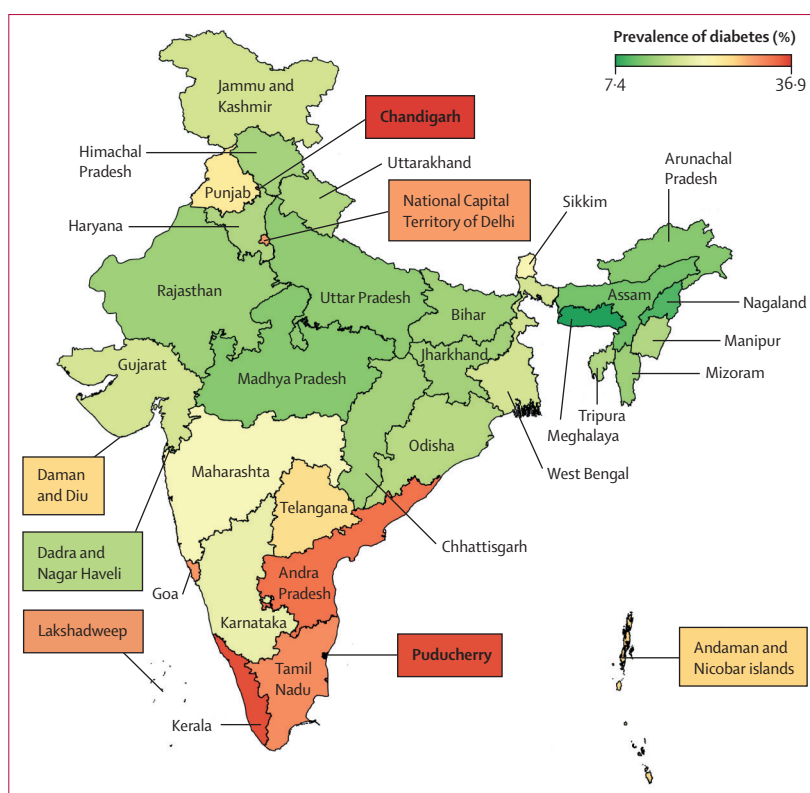 Prevalence of diabetes (%)
7·4
36·9
Jammu and
Kashmir
Chandigarh
Himachal
Pradesh
Uttarakhand
Arunachal
Pradesh
Punjab
National Capital
Territory of Delhi
Sikkim
Haryana
Rajasthan
Uttar Pradesh
Bihar
Assam
Nagaland
Manipur
Jharkhand
Gujarat
Madhya Pradesh
Mizoram
Tripura
Meghalaya
Odisha
West Bengal
Maharashta
Daman
and Diu
Telangana
Chhattisgarh
Dadra and
Nagar Haveli
Andra
Pradesh
Goa
Karnataka
Lakshadweep
Puducherry
Andaman and
Nicobar islands
Tamil
Nadu
Kerala